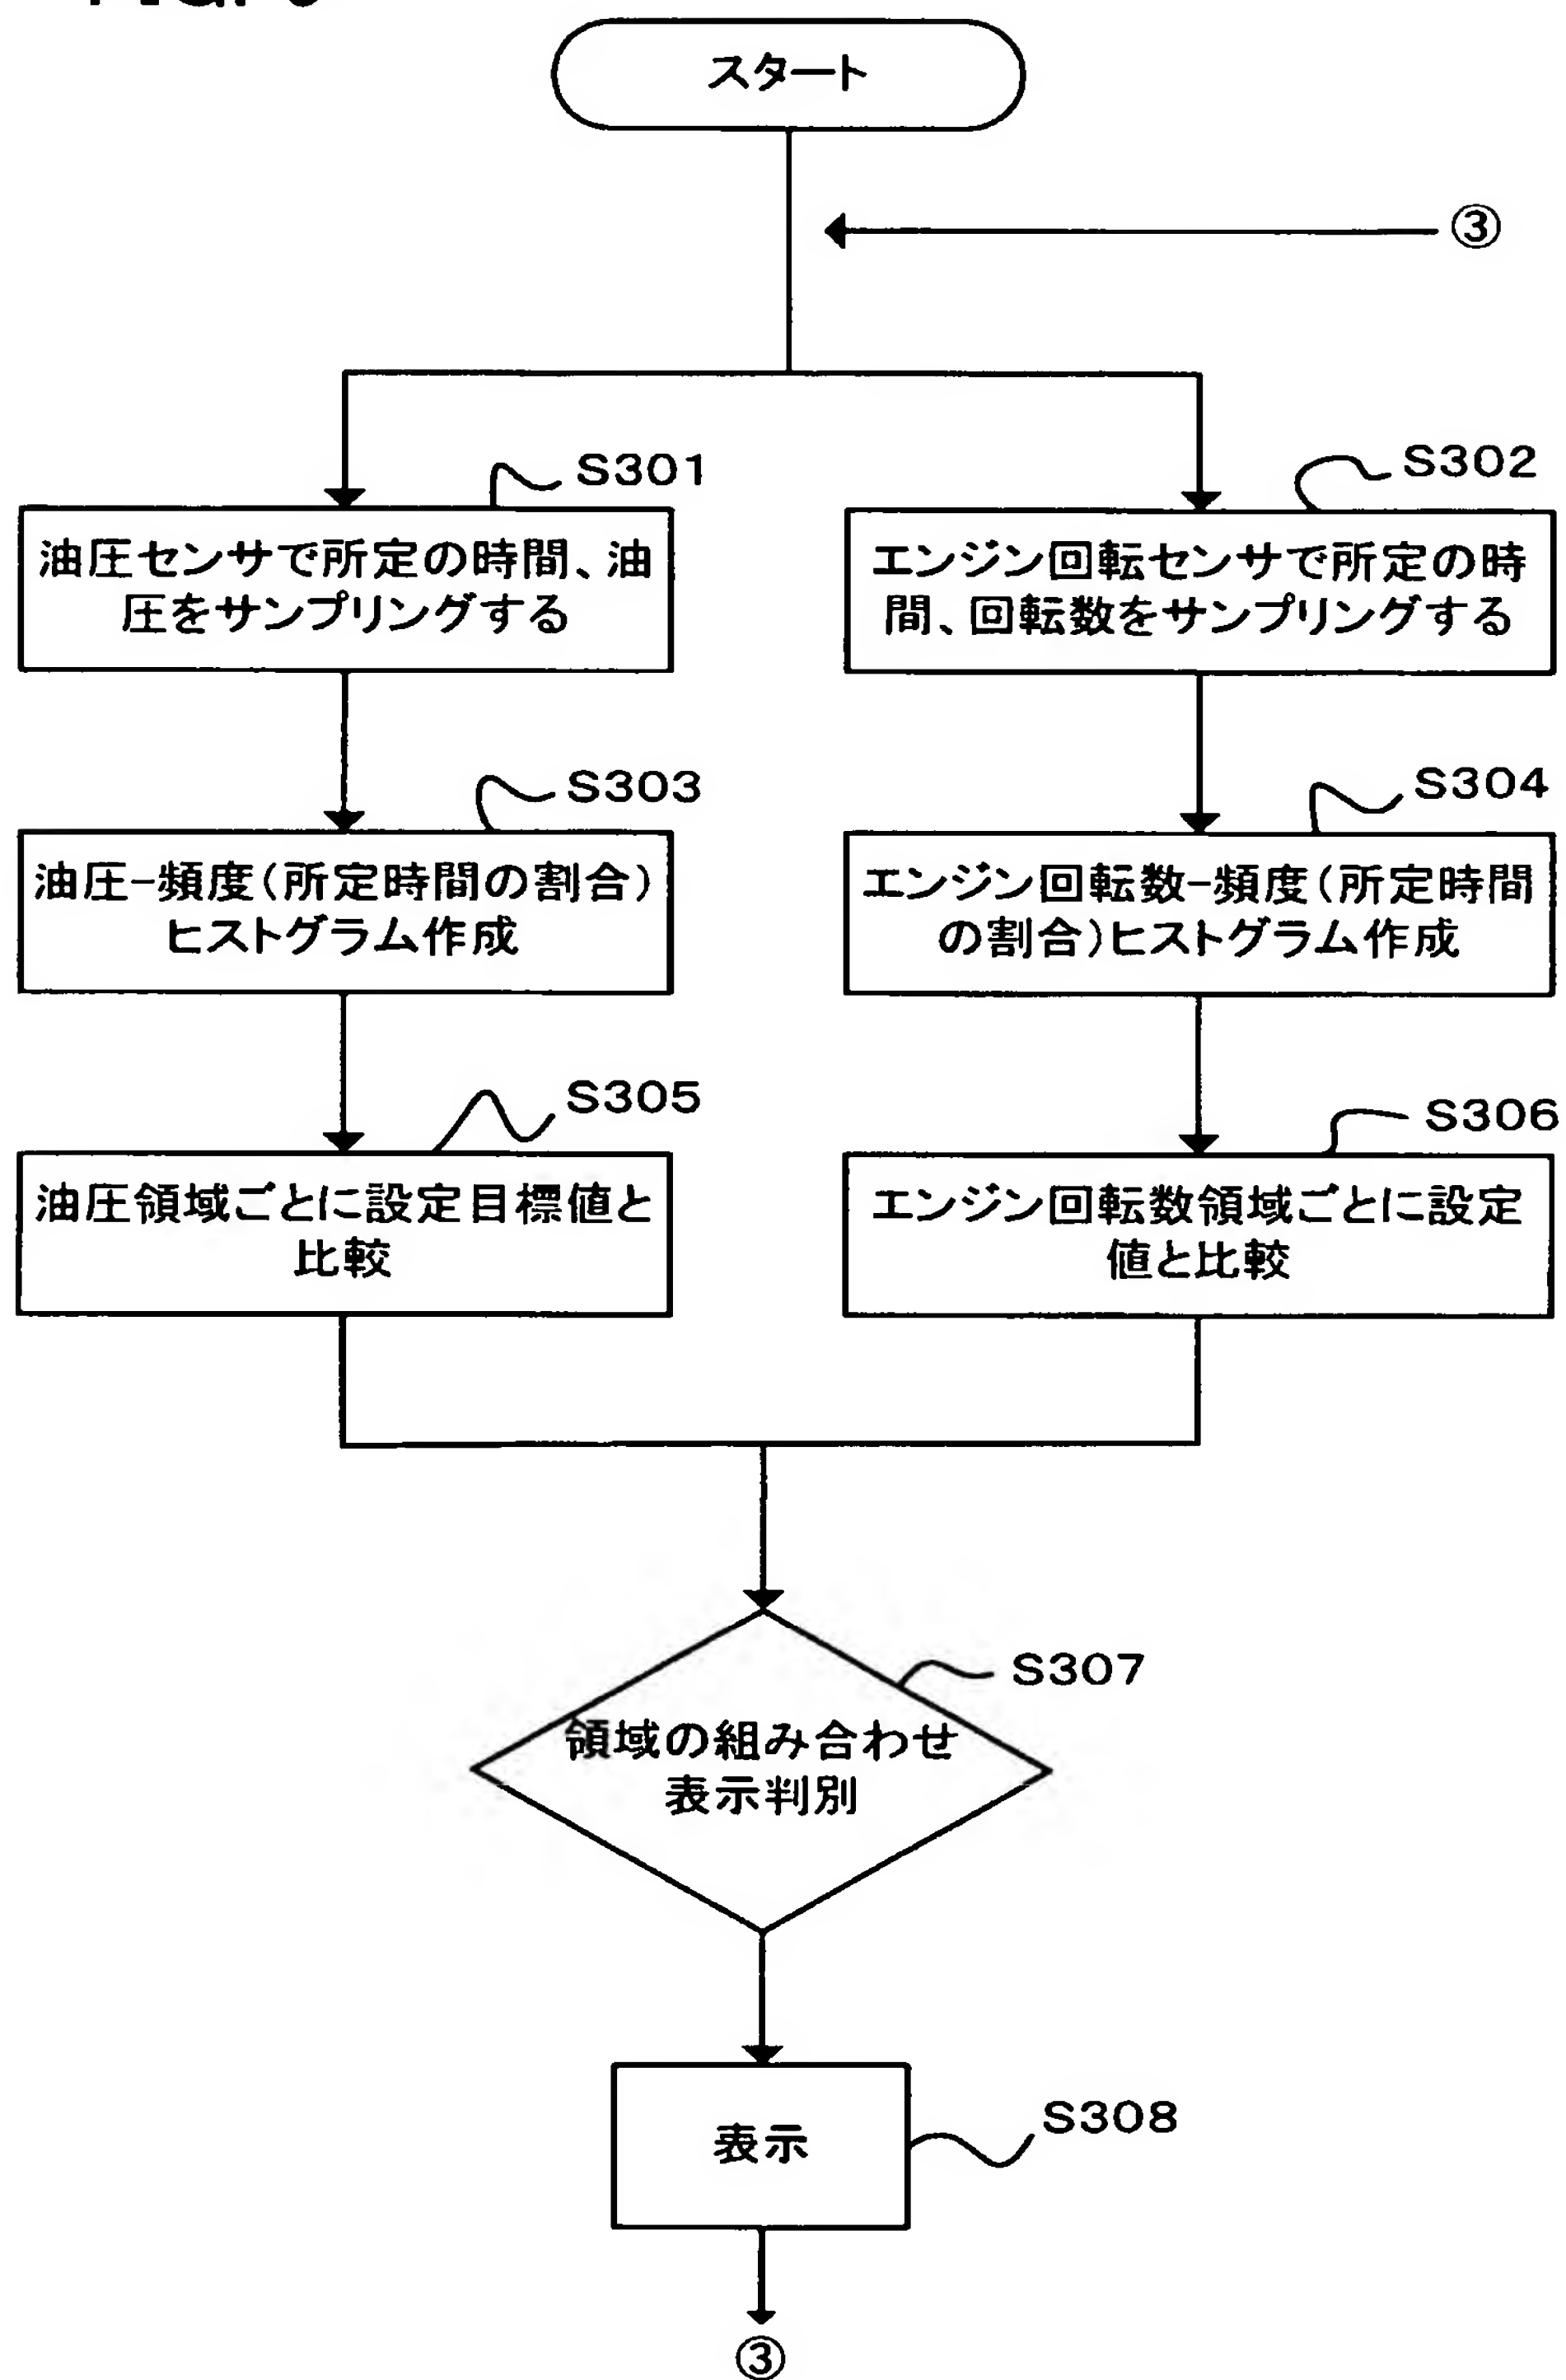 スタート
③
S301
S302
油圧センサで所定の時間、油
圧をサンプリングする
エンジン回転センサで所定の時
間、回転数をサンプリングする
S303
S304
油圧-頻度(所定時間の割合)
ヒストグラム作成
エンジン回転数-頻度(所定時間
の割合)ヒストグラム作成
S305
S306
油圧領域ごとに設定目標値と
比較
エンジン回転数領域ごとに設定
値と比較
S307
領域の組み合わせ
表示判別
表示
S308
③